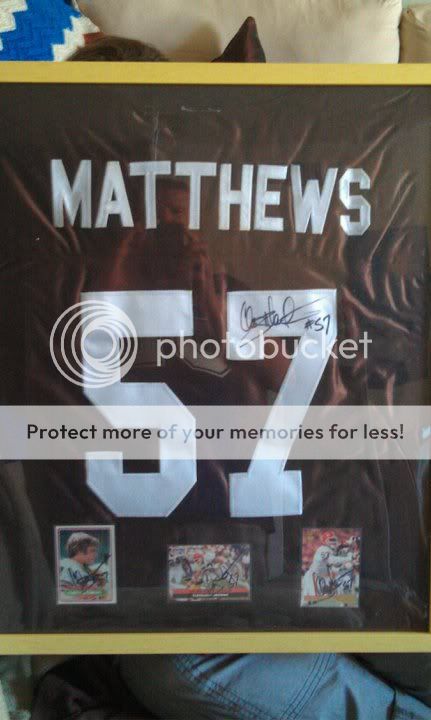 MATTHEWS
57
#57
photobucket
Protect more of your memories for less!